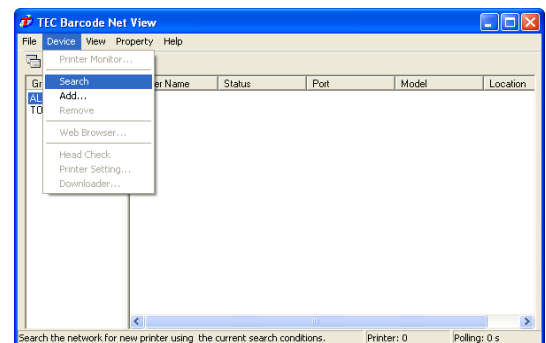 TEC Barcode Net View
File Device View Property Help
Printer Monitor...
Search
Add...
Remove
Web Browser...
Head Check
Printer Setting...
Downloader...
Gr er Name Status Port Model Location
AL
TO
Search the network for new printer using the current search conditions. Printer: 0 Polling: 0 s